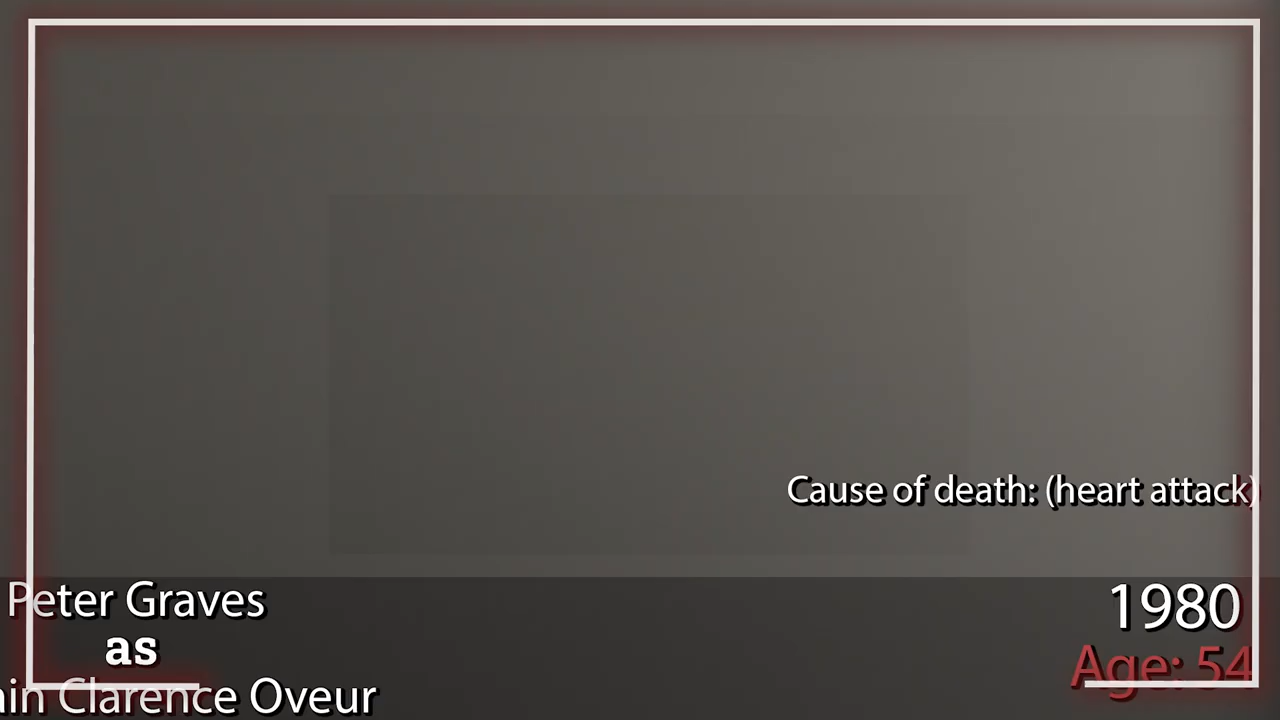 Cause of death: (heart attack)
Peter Graves
as
ain Clarence Oveur
1980
Age: 54